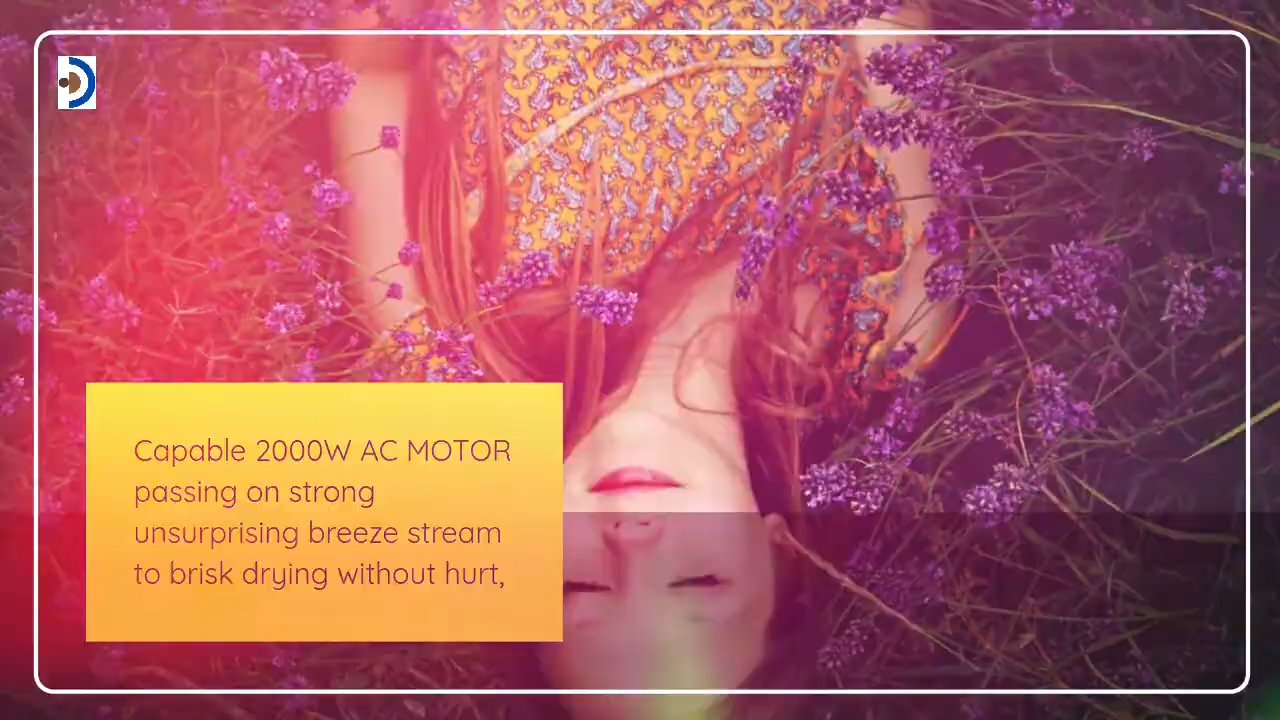 Capable 2000W AC MOTOR
passing on strong
unsurprising breeze stream
to brisk drying without hurt,